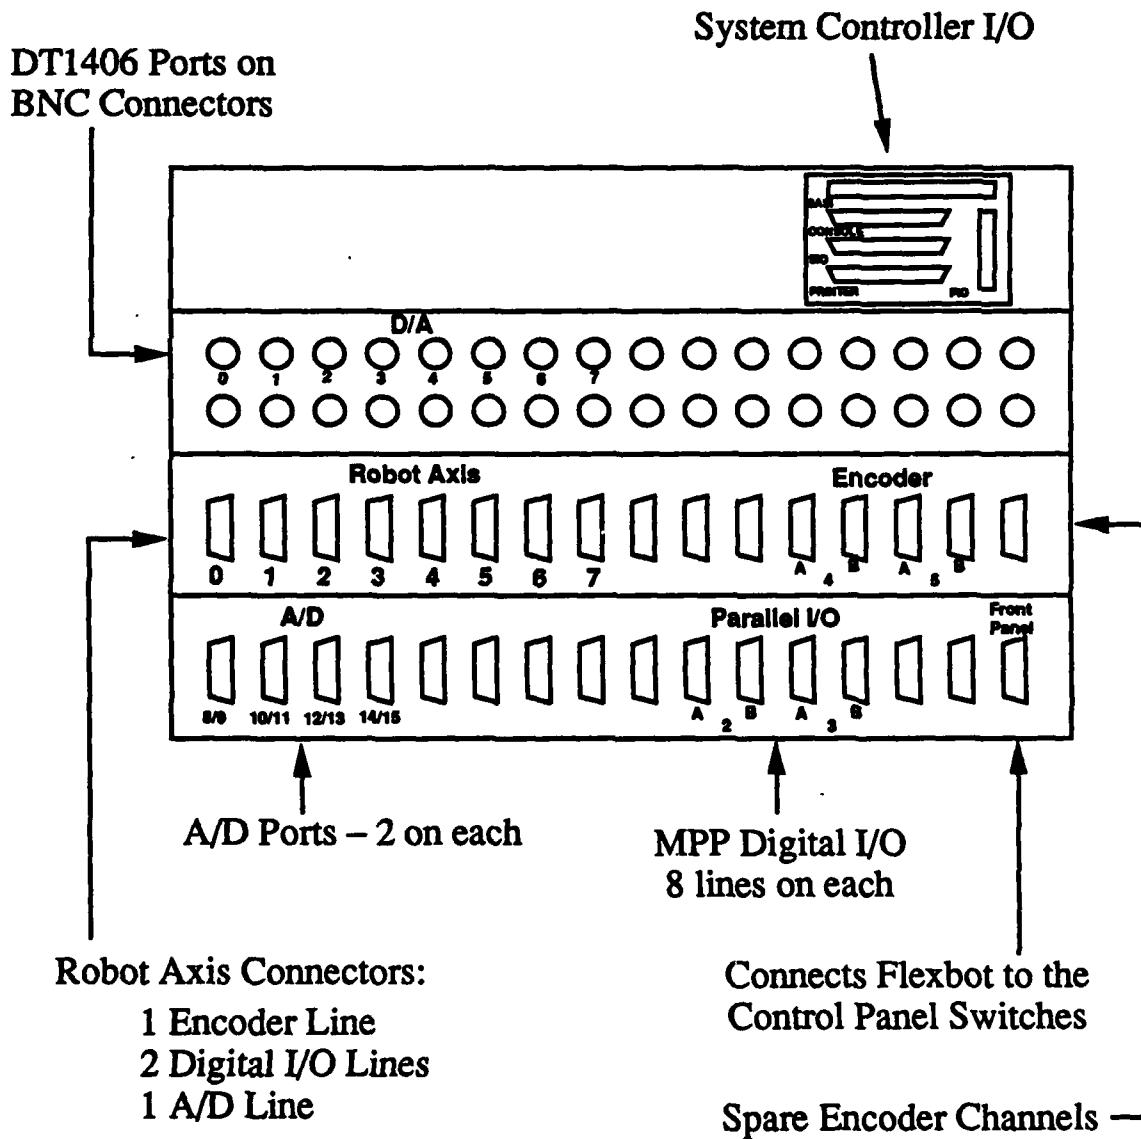 System Controller I/O
DT1406 Ports on
BNC Connectors
CONSOLE
SIO
PRINTER PIO
D/A
0 1 2 3 4 5 6 7
Robot Axis Encoder
0 1 2 3 4 5 6 7 A B A B
4 5
A/D Parallel I/O Front
Panel
8/9 10/11 12/13 14/15 A B A B
2 3
A/D Ports – 2 on each
MPP Digital I/O
8 lines on each
Robot Axis Connectors:
1 Encoder Line
2 Digital I/O Lines
1 A/D Line
Connects Flexbot to the
Control Panel Switches
Spare Encoder Channels